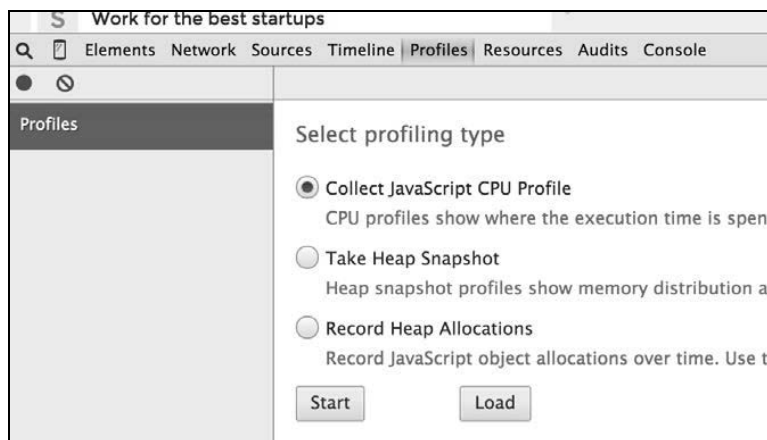 S Work for the best startups
Elements Network Sources Timeline Profiles Resources Audits Console
Profiles
Select profiling type
Collect JavaScript CPU Profile
CPU profiles show where the execution time is spen
Take Heap Snapshot
Heap snapshot profiles show memory distribution a
Record Heap Allocations
Record JavaScript object allocations over time. Use t
Start Load